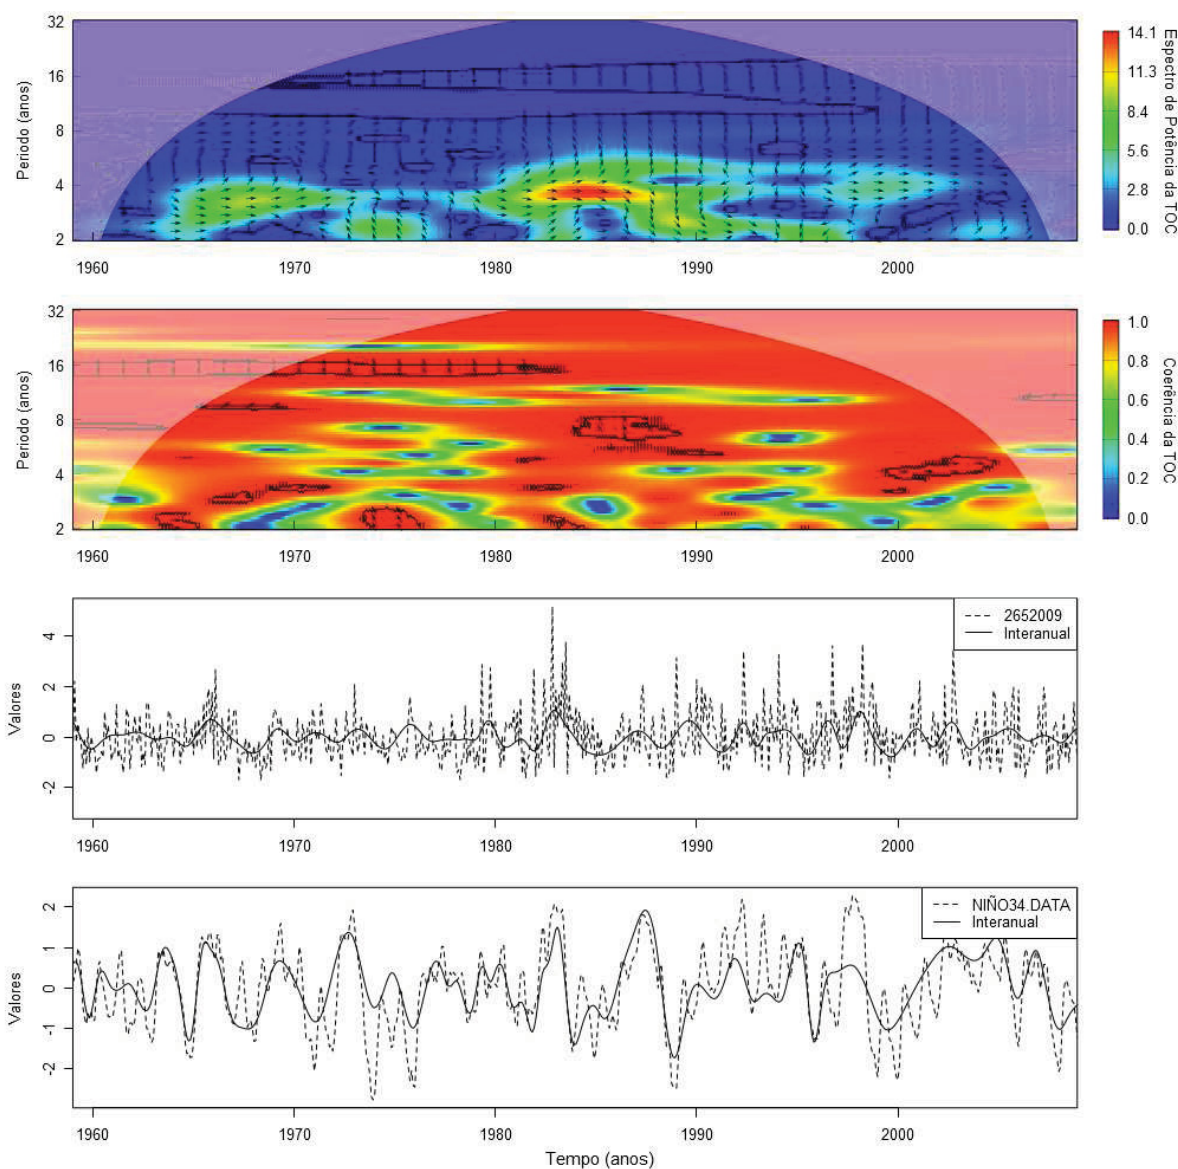 32
16
8
4
2
Periodo (anos)
1960 1970 1980 1990 2000
14.1
11.3
8.4
5.6
2.8
0.0
Espectro de Potência da TOC
32
16
8
4
2
Periodo (anos)
1960 1970 1980 1990 2000
1.0
0.8
0.6
0.4
0.2
0.0
Coerência da TOC
4
2
0
-2
Valores
2652009
Interanual
1960 1970 1980 1990 2000
2
1
0
-1
-2
Valores
NIÑO34.DATA
Interanual
1960 1970 1980 1990 2000
Tempo (anos)